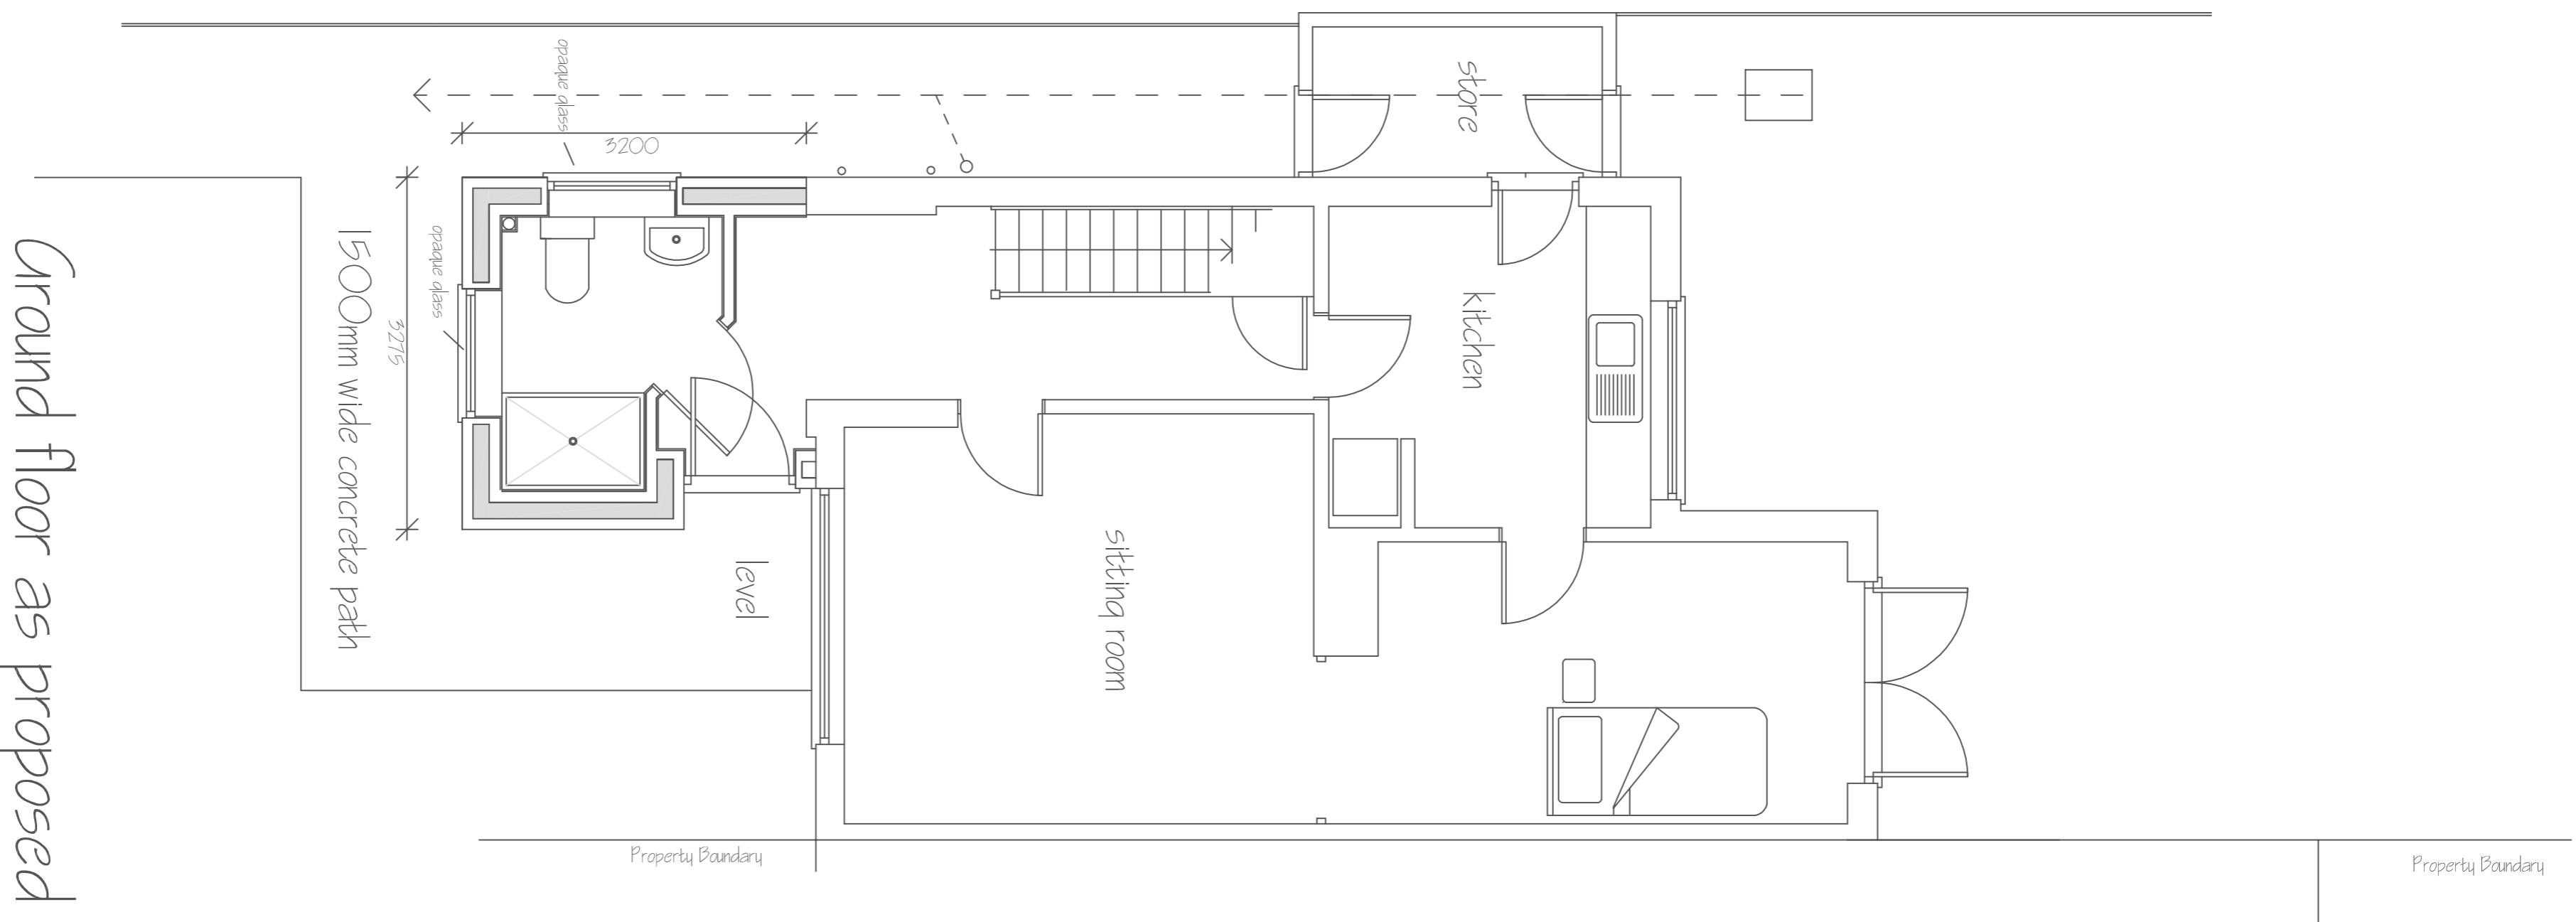 Ground floor as proposed
1500mm wide concrete path
3275
opaque glass
opaque glass
3200
level
sitting room
kitchen
store
Property Boundary
Property Boundary